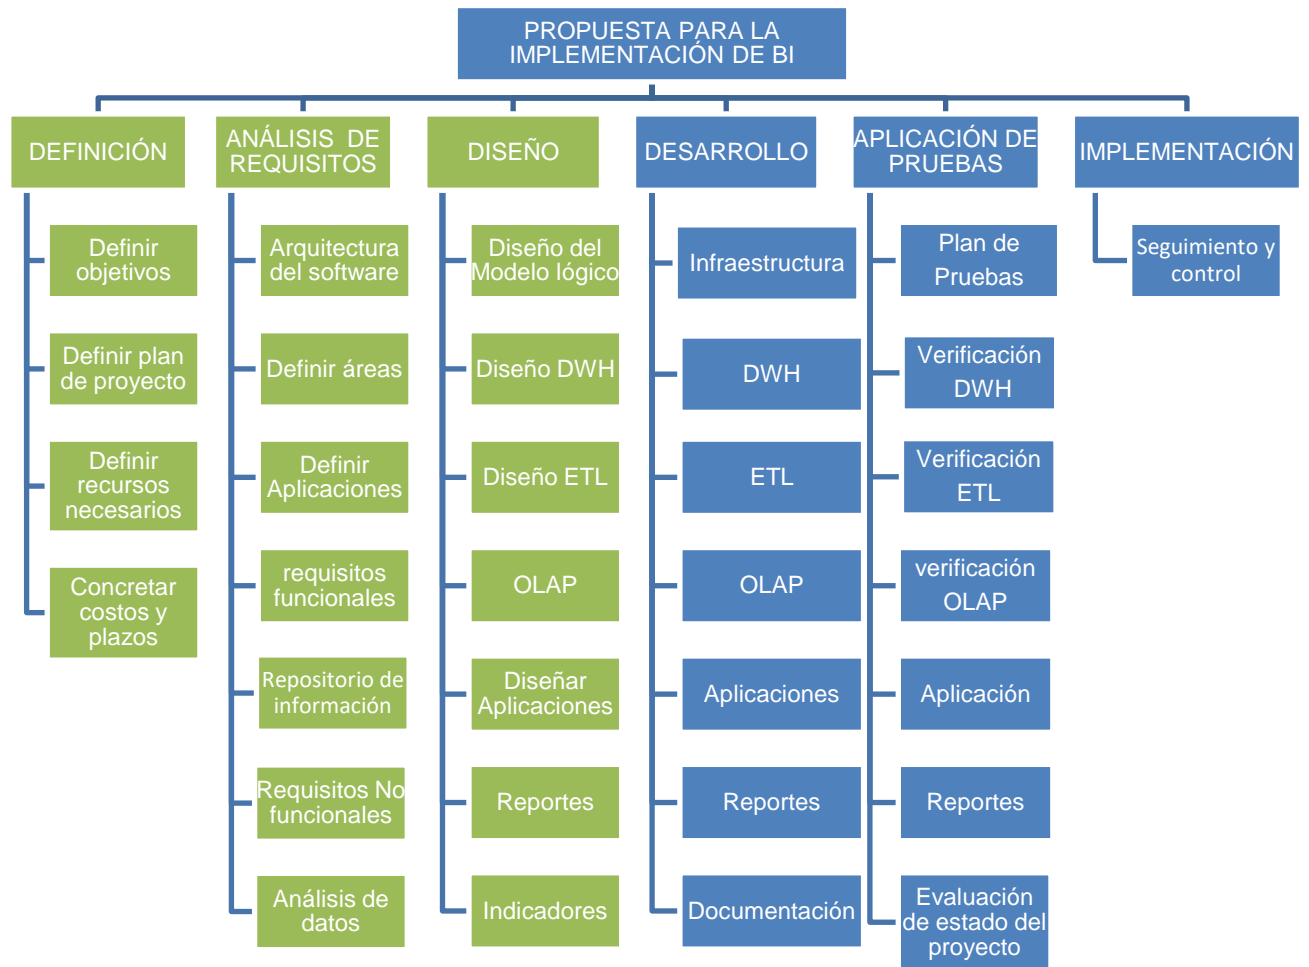 PROPUESTA PARA LA
IMPLEMENTACIÓN DE BI
DEFINICIÓN
Definir
objetivos
Definir plan
de proyecto
Definir
recursos
necesarios
Concretar
costos y
plazos
ANÁLISIS DE
REQUISITOS
Arquitectura
del software
Definir áreas
Definir
Aplicaciones
requisitos
funcionales
Repositorio de
información
Requisitos No
funcionales
Análisis de
datos
DISEÑO
Diseño del
Modelo lógico
Diseño DWH
Diseño ETL
OLAP
Diseñar
Aplicaciones
Reportes
Indicadores
DESARROLLO
Infraestructura
DWH
ETL
OLAP
Aplicaciones
Reportes
Documentación
APLICACIÓN DE
PRUEBAS
Plan de
Pruebas
Verificación
DWH
Verificación
ETL
verificación
OLAP
Aplicación
Reportes
Evaluación
de estado del
proyecto
IMPLEMENTACIÓN
Seguimiento y
control